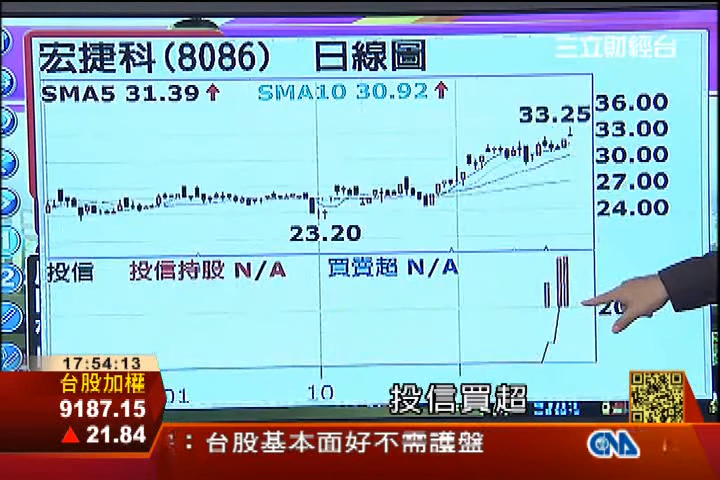 宏捷科(8086) 日線圖
三立財經台
SMA5 31.39↑ SMA10 30.92↑
33.25
36.00
33.00
30.00
27.00
24.00
23.20
投信 投信持股 N/A 買賣超 N/A
01
10
投信買超
17:54:13
台股加權
9187.15
▲ 21.84
：台股基本面好不需護盤
CNA